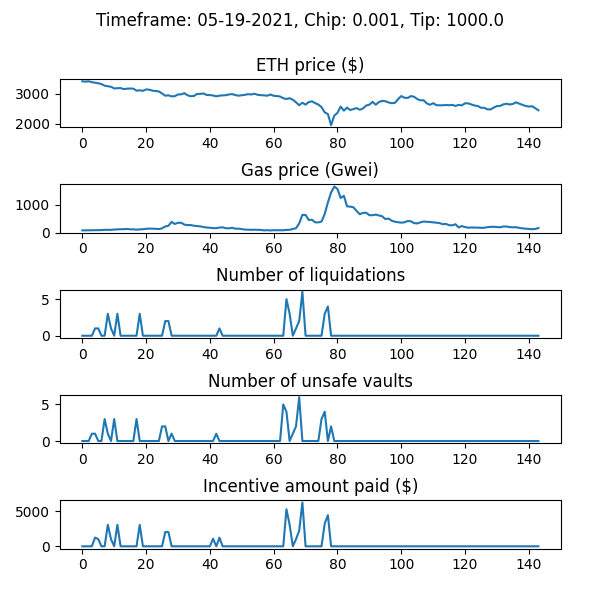 Timeframe: 05-19-2021, Chip: 0.001, Tip: 1000.0
ETH price ($)
3000
2000
0 20 40 60 80 100 120 140
Gas price (Gwei)
1000
0
0 20 40 60 80 100 120 140
Number of liquidations
5
0
0 20 40 60 80 100 120 140
Number of unsafe vaults
5
0
0 20 40 60 80 100 120 140
Incentive amount paid ($)
5000
0
0 20 40 60 80 100 120 140